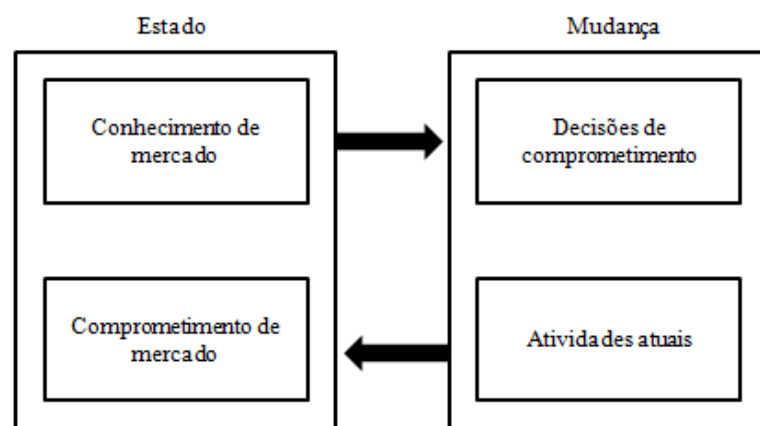 Estado
Mudança
Conhecimento de
mercado
Decisões de
comprometimento
Comprometimento de
mercado
Atividades atuais